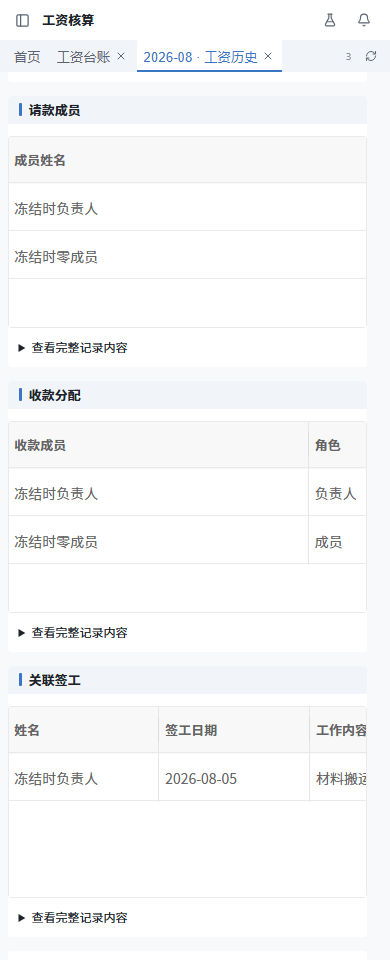 工资核算
首页 工资台账 × 2026-08 · 工资历史 × 3
请款成员
成员姓名
冻结时负责人
冻结时零成员
▶ 查看完整记录内容
收款分配
收款成员 角色
冻结时负责人 负责人
冻结时零成员 成员
▶ 查看完整记录内容
关联签工
姓名 签工日期 工作内容
冻结时负责人 2026-08-05 材料搬运
▶ 查看完整记录内容